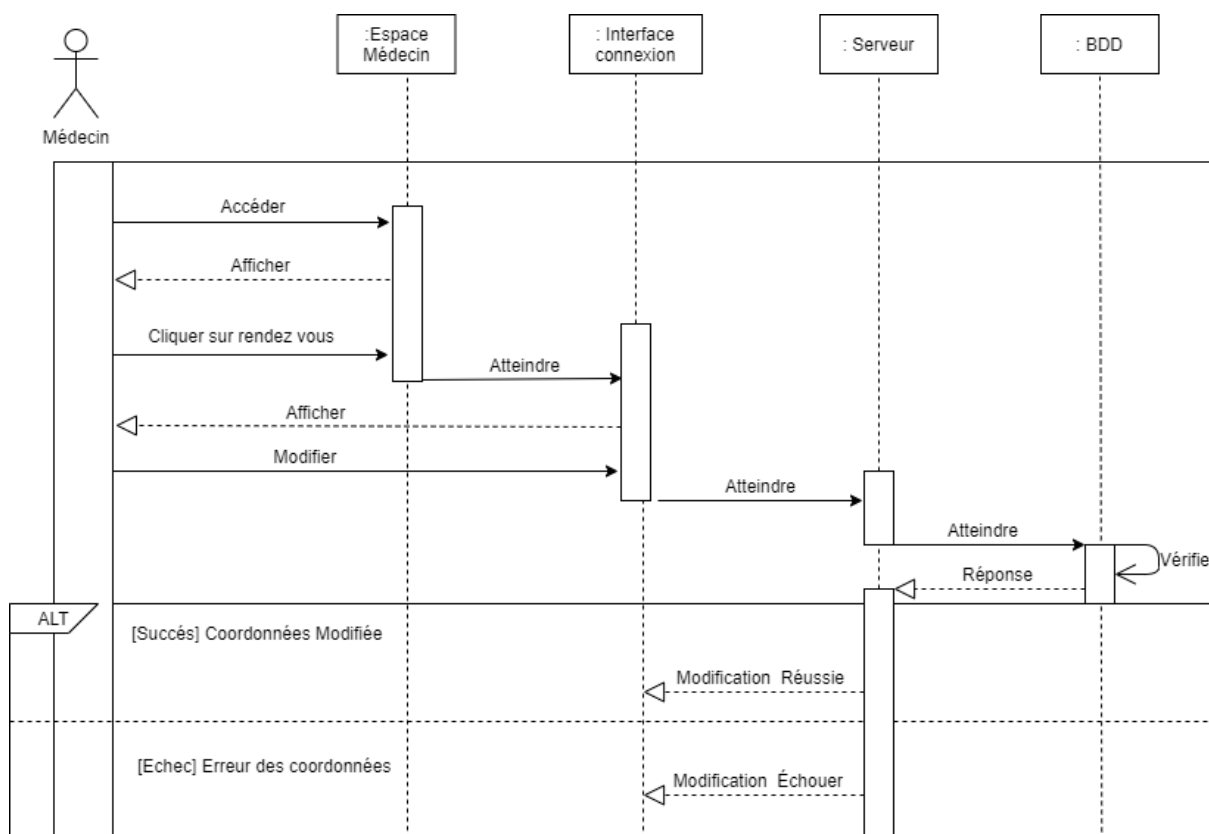 :Espace
Médecin
: Interface
connexion
: Serveur
: BDD
Médecin
Accéder
Afficher
Cliquer sur rendez vous
Atteindre
Afficher
Modifier
Atteindre
Atteindre
Vérifie
Réponse
ALT
[Succés] Coordonnées Modifiée
Modification Réussie
[Echec] Erreur des coordonnées
Modification Échouer